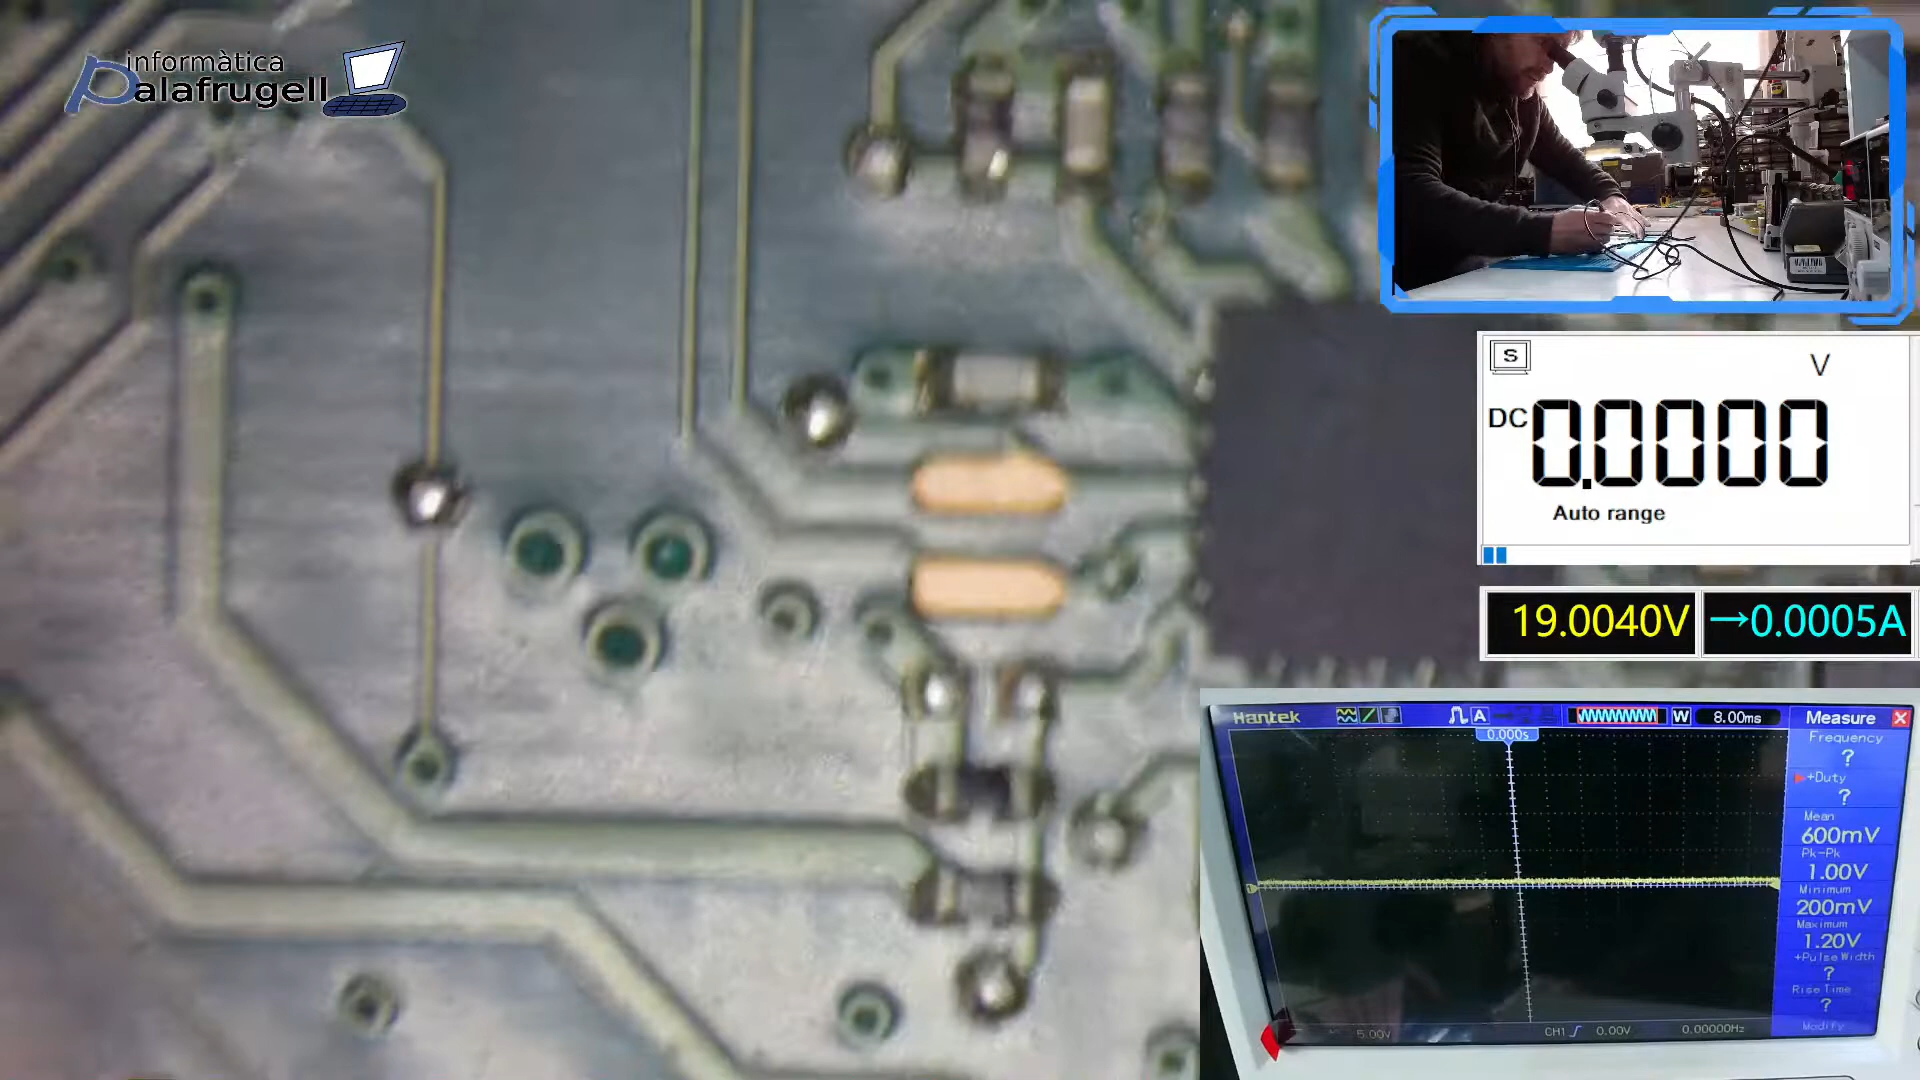 informàtica
Palafrugell
S
V
DC 0.0000
Auto range
19.0040V →0.0005A
Hantek
A
W
8.00ms
Measure
0.000s
Frequency
?
+Duty
?
Mean
600mV
Pk-Pk
1.00V
Minimum
200mV
Maximum
1.20V
+Pulse Width
?
Rise Time
?
Modify
5.00V
CH1
0.00V
0.00000Hz